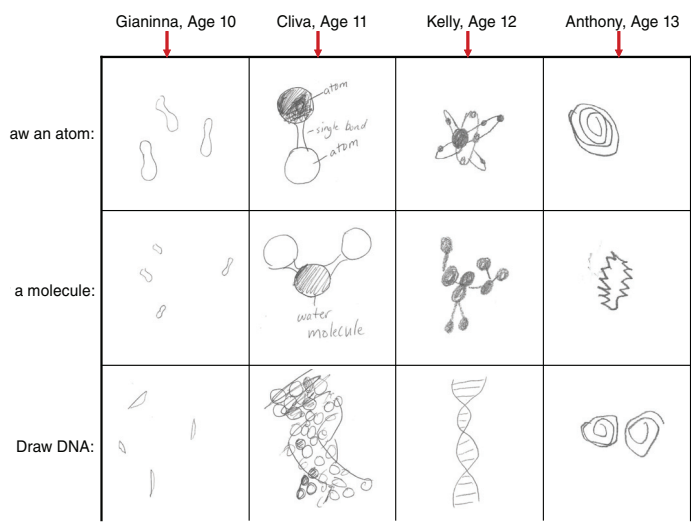 Gianinna, Age 10
Cliva, Age 11
Kelly, Age 12
Anthony, Age 13
aw an atom:
atom
single bond
atom
a molecule:
water
molecule
Draw DNA: